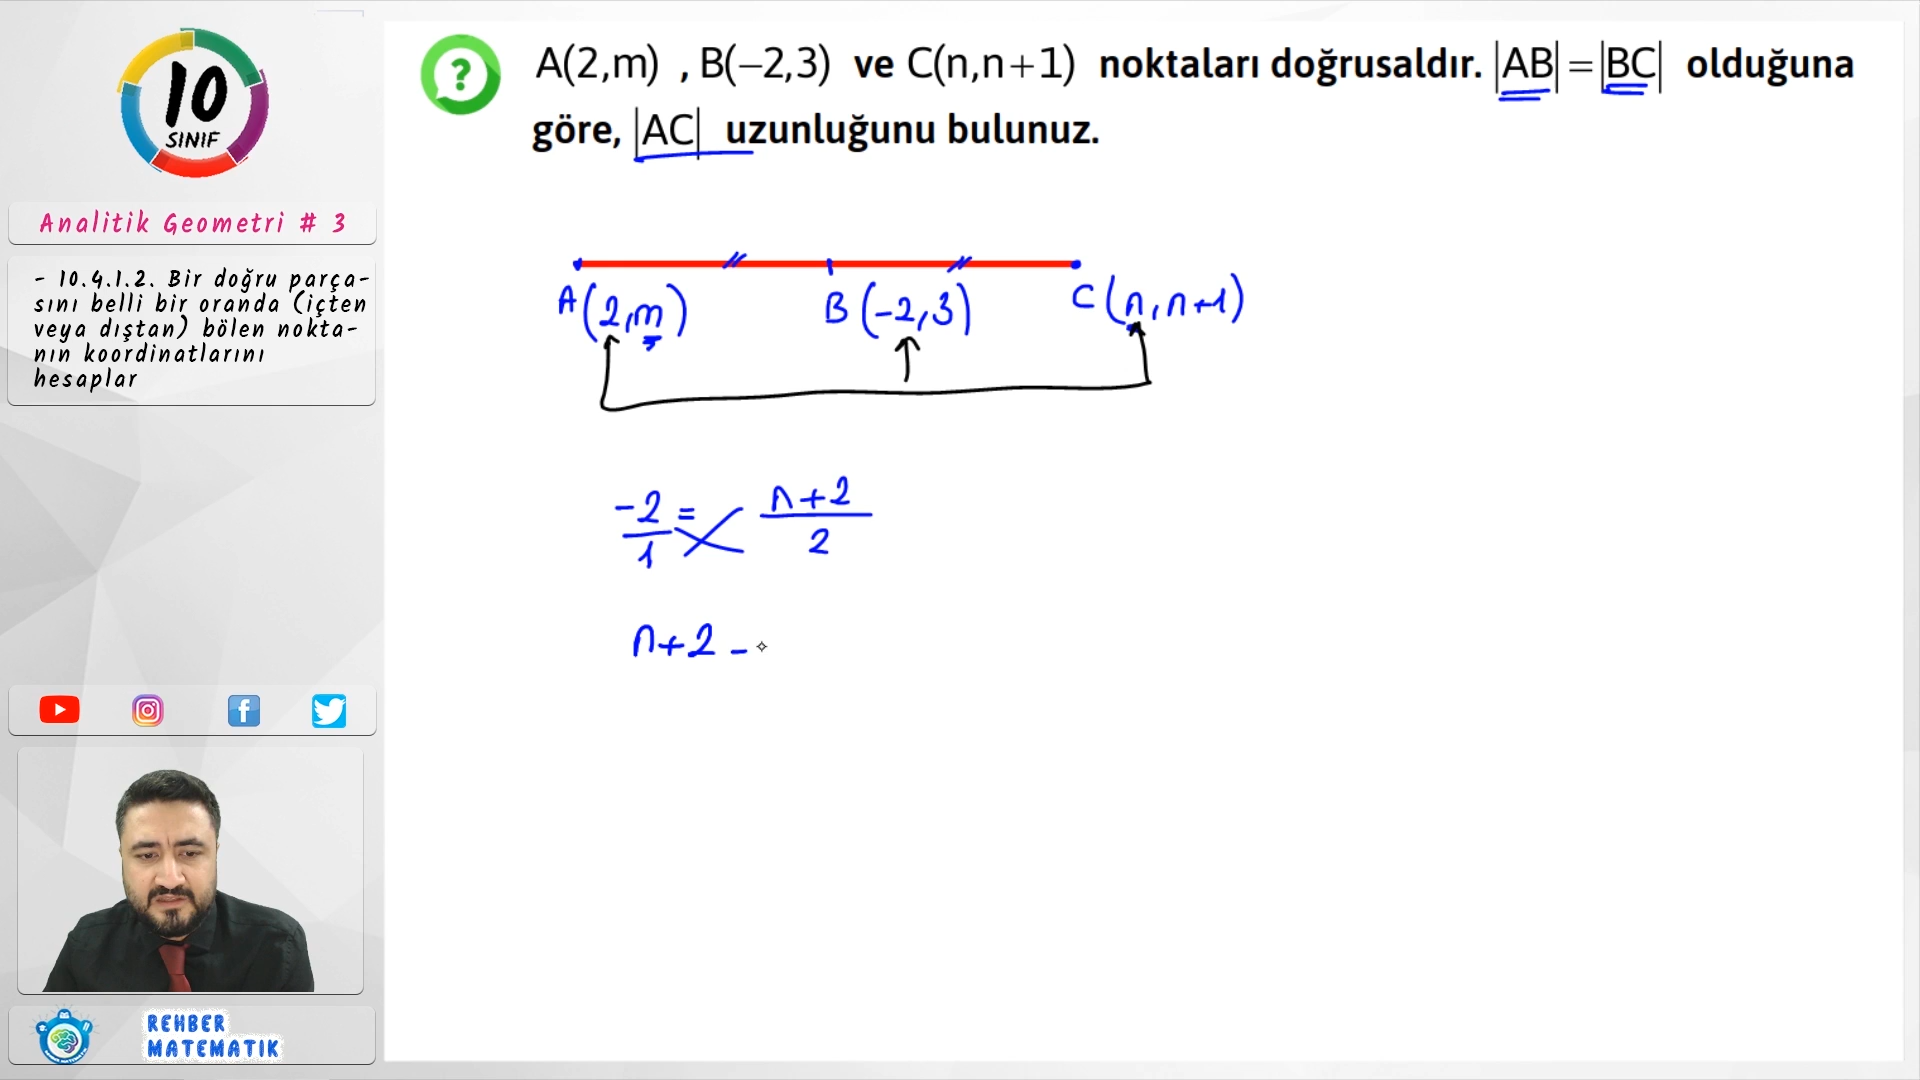 10
SINIF
Analitik Geometri # 3
- 10.4.1.2. Bir doğru parça-
sını belli bir oranda (içten
veya dıştan) bölen nokta-
nın koordinatlarını
hesaplar
REHBER
MATEMATİK
?
A(2,m) , B(−2,3) ve C(n,n+1) noktaları doğrusaldır. |AB| = |BC| olduğuna
göre, |AC| uzunluğunu bulunuz.
A(2,m) B(-2,3) C(n,n+1)
-2/1 = n+2/2
n+2 -